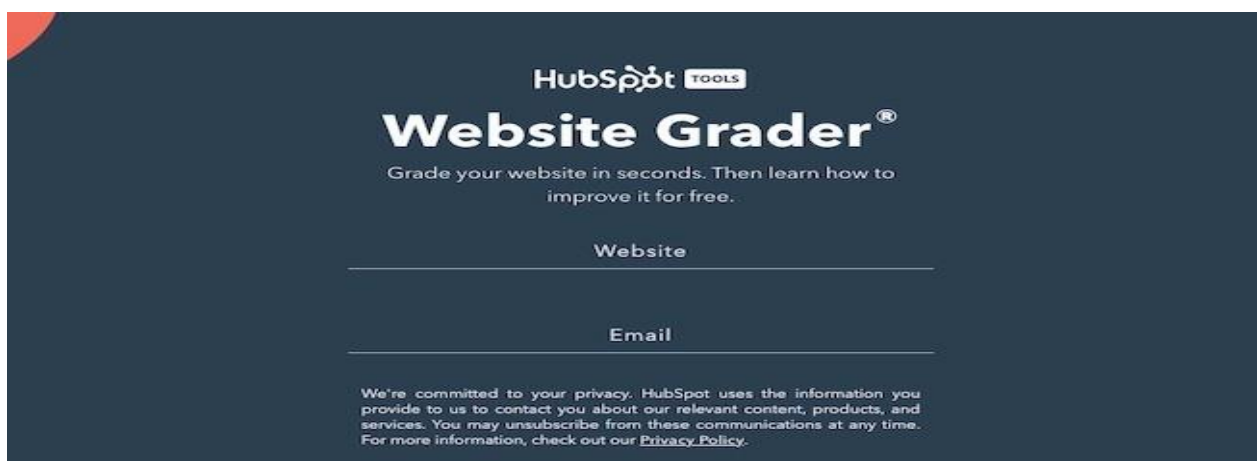 HubSpot TOOLS
Website Grader®
Grade your website in seconds. Then learn how to
improve it for free.
Website
Email
We're committed to your privacy. HubSpot uses the information you
provide to us to contact you about our relevant content, products, and
services. You may unsubscribe from these communications at any time.
For more information, check out our Privacy Policy.